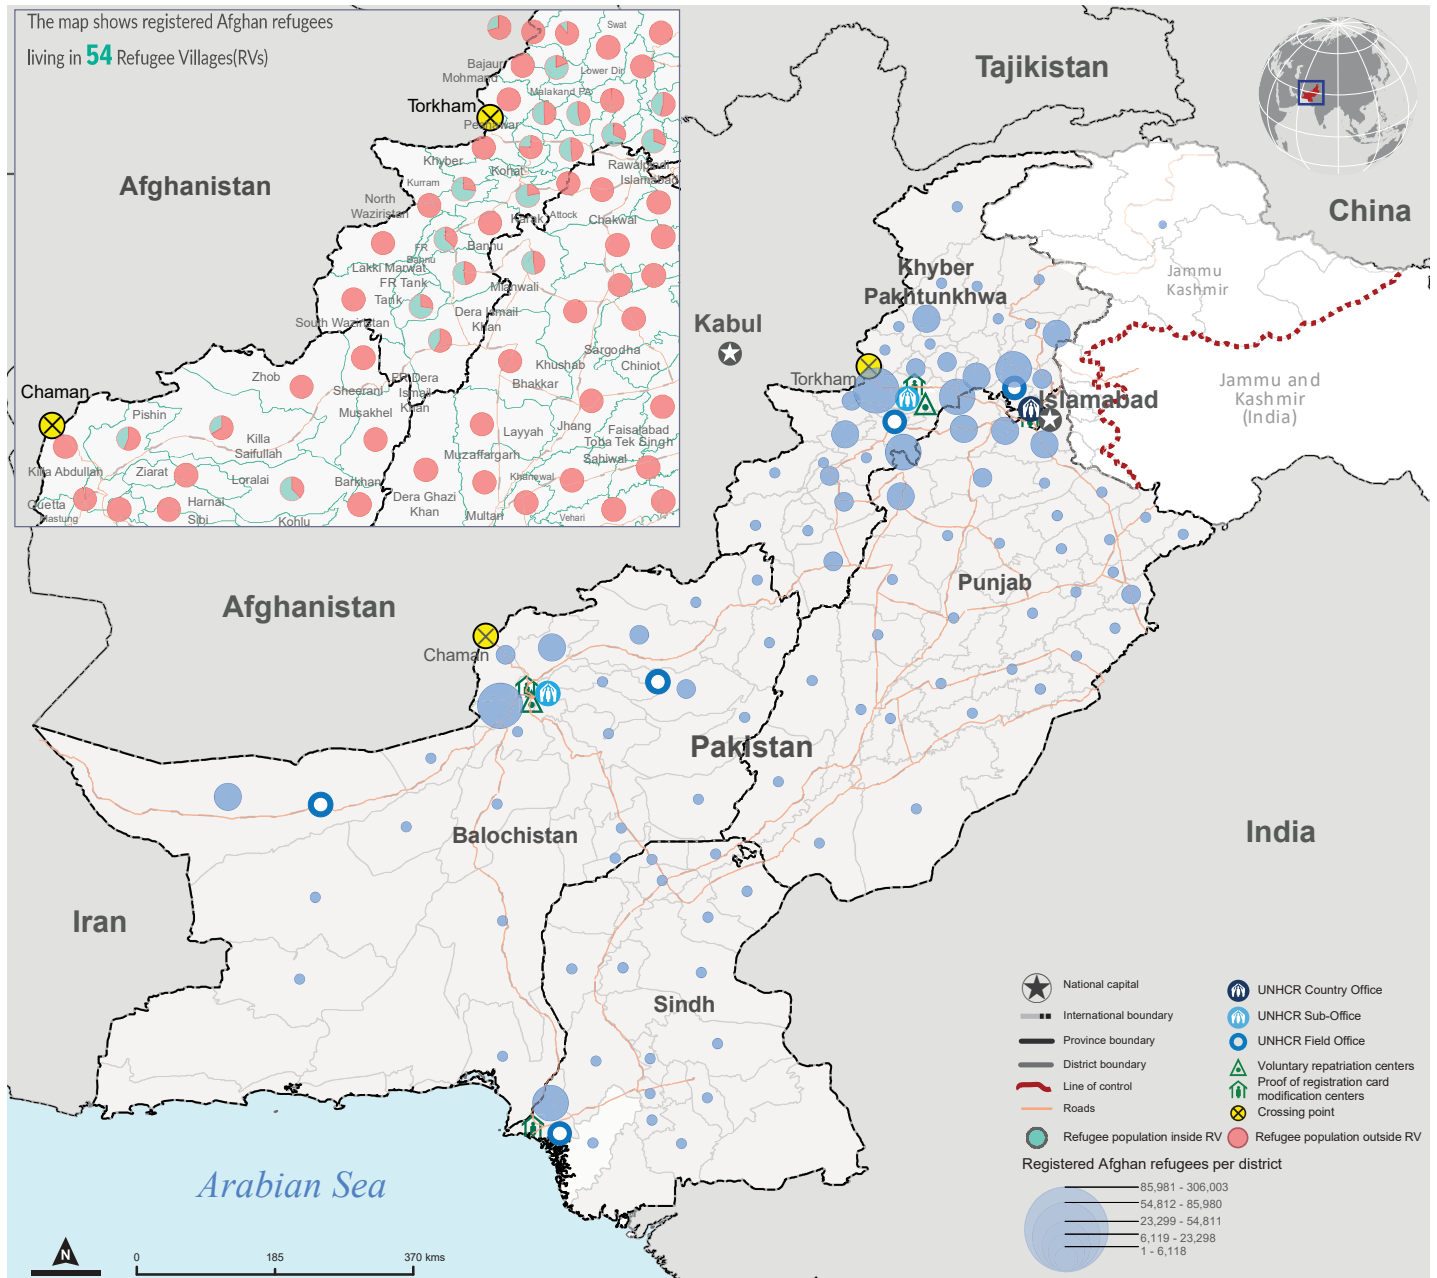 The map shows registered Afghan refugees
living in 54 Refugee Villages(RVs)
Swat
Bajaur
Mohmand
Lower Dir
Malakand PA
Torkham
Peshawar
Khyber
Kohat
Rawalpindi
Islamabad
Kurram
North
Waziristan
Karak
Attock
Chakwal
Afghanistan
FR
Bannu
Bannu
Lakki Marwat
FR Tank
Tank
Mianwali
South Waziristan
Dera Ismail
Khan
Sargodha
Khushab
Chiniot
Zhob
Sheerani
FR Dera
Ismail
Khan
Bhakkar
Chaman
Pishin
Musakhel
Killa
Saifullah
Layyah
Jhang
Faisalabad
Toba Tek Singh
Killa Abdullah
Ziarat
Loralai
Barkhan
Muzaffargarh
Khanewal
Sahiwal
Quetta
Mastung
Harnai
Sibi
Kohlu
Dera Ghazi
Khan
Multan
Vehari
Tajikistan
China
Khyber
Pakhtunkhwa
Jammu
Kashmir
Kabul
Torkham
Islamabad
Jammu and
Kashmir
(India)
Punjab
Afghanistan
Chaman
Pakistan
Balochistan
India
Iran
Sindh
Arabian Sea
National capital
International boundary
Province boundary
District boundary
Line of control
Roads
Refugee population inside RV
UNHCR Country Office
UNHCR Sub-Office
UNHCR Field Office
Voluntary repatriation centers
Proof of registration card
modification centers
Crossing point
Refugee population outside RV
Registered Afghan refugees per district
85,981 - 306,003
54,812 - 85,980
23,299 - 54,811
6,119 - 23,298
1 - 6,118
N
0 185 370 kms